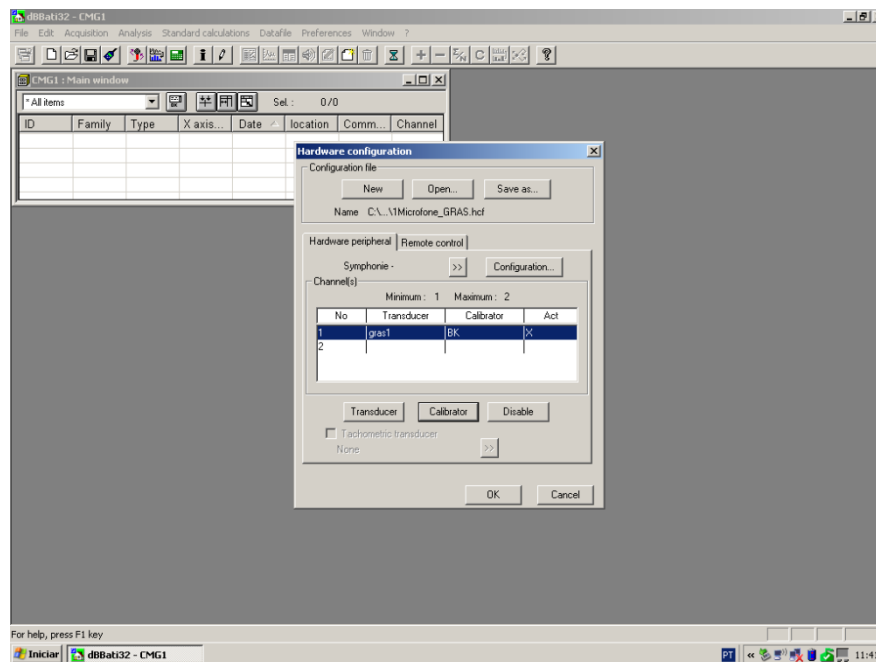 dBBati32 - CMG1
File Edit Acquisition Analysis Standard calculations Datafile Preferences Window ?
CMG1 : Main window
* All items
Sel. : 0/0
ID Family Type X axis... Date location Comm... Channel
Hardware configuration
Configuration file
New Open... Save as...
Name C:\...\1Microfone_GRAS.hcf
Hardware peripheral Remote control
Symphonie - >> Configuration...
Channel(s)
Minimum : 1 Maximum : 2
No Transducer Calibrator Act
1 gras1 BK X
2
Transducer Calibrator Disable
Tachometric transducer
None >>
OK Cancel
For help, press F1 key
Iniciar dBBati32 - CMG1 PT « 11:41